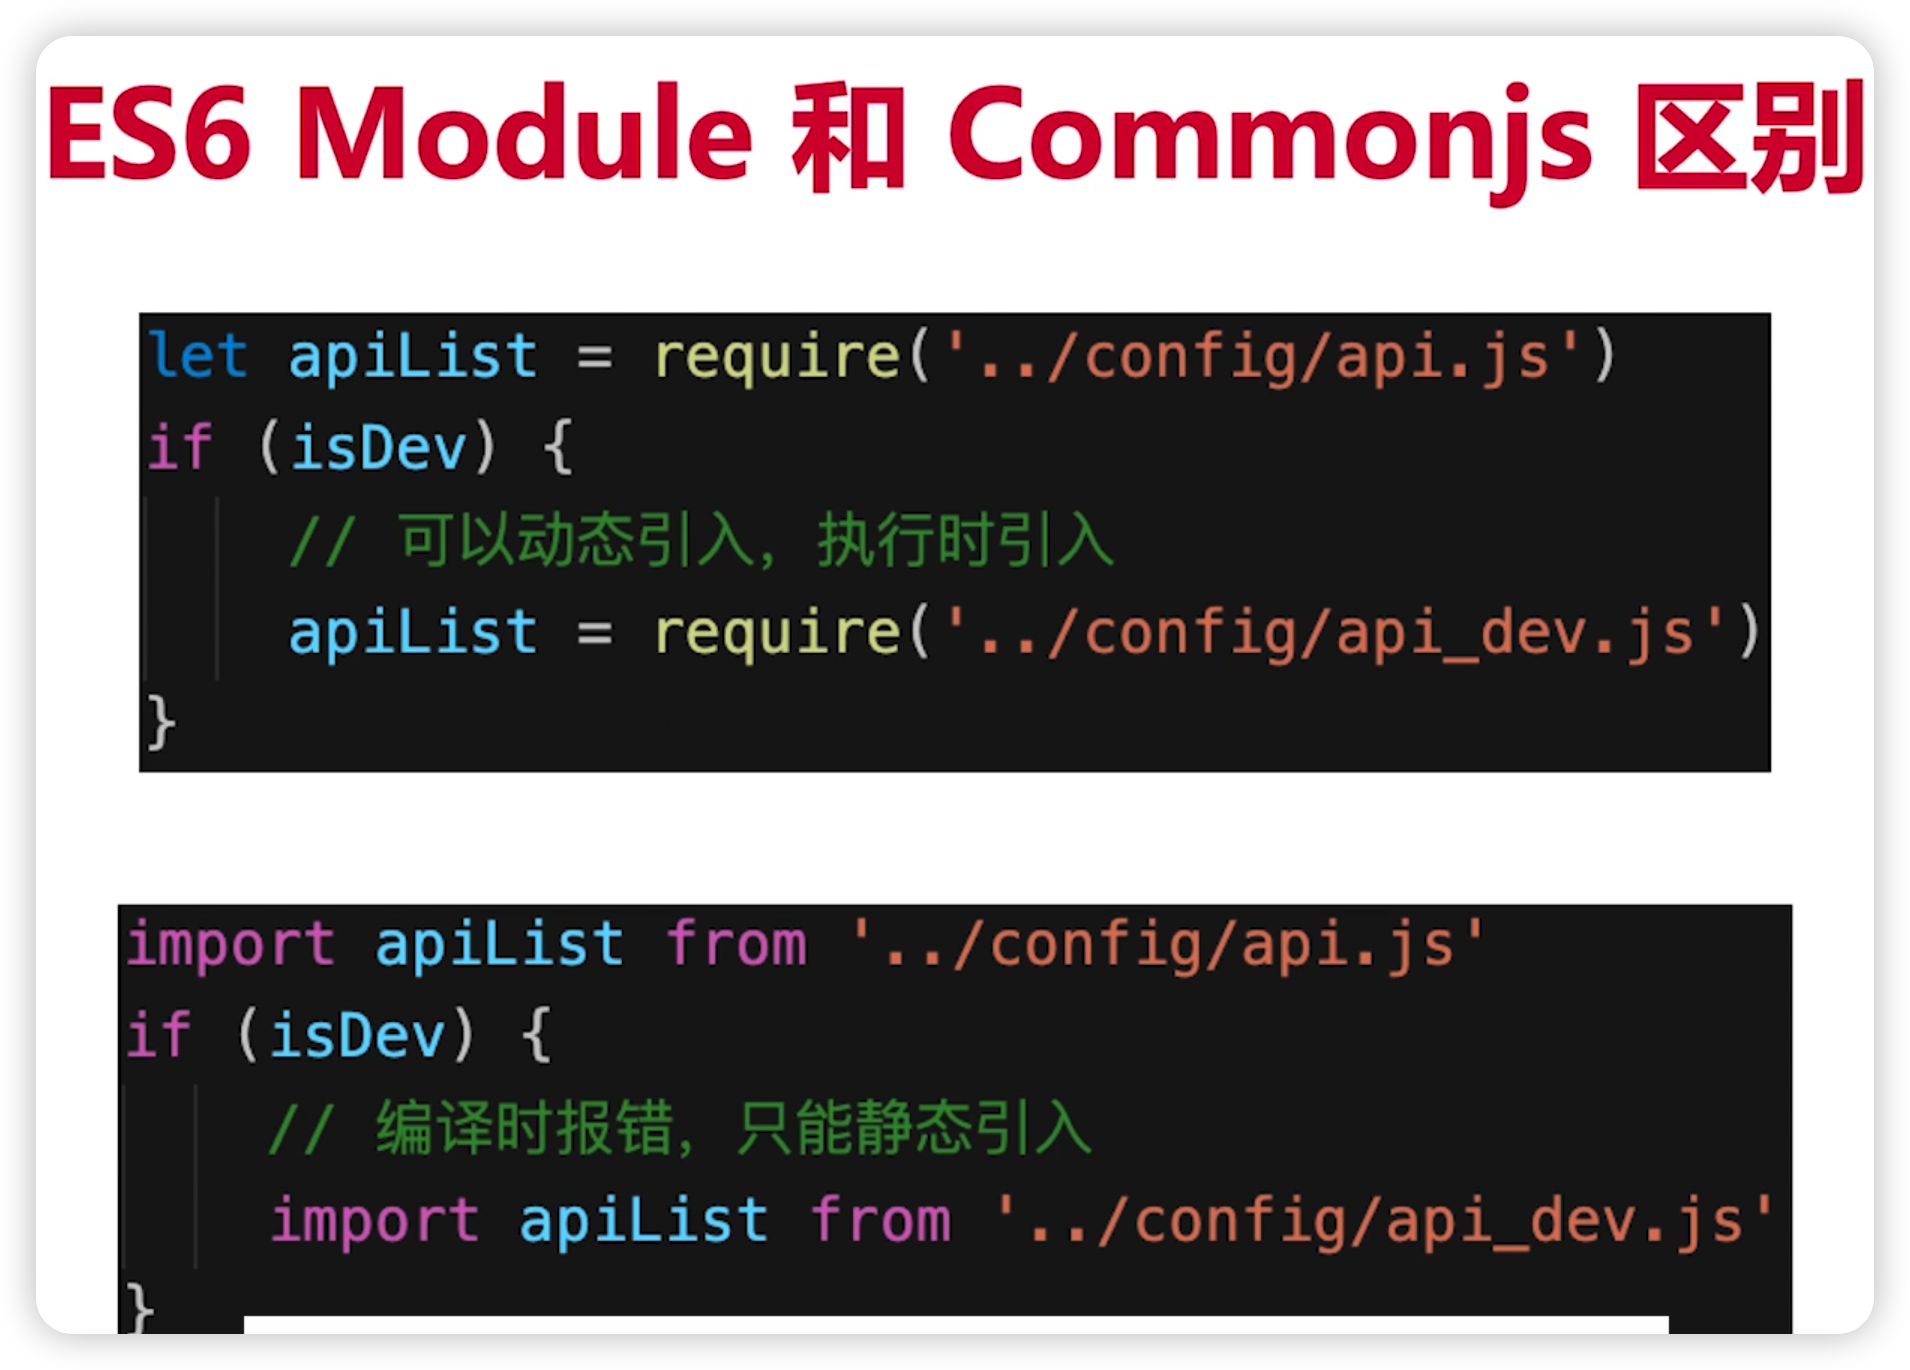 ES6 Module 和 Commonjs 区别
let apiList = require('../config/api.js')
if (isDev) {
// 可以动态引入，执行时引入
apiList = require('../config/api_dev.js')
}
import apiList from '../config/api.js'
if (isDev) {
// 编译时报错，只能静态引入
import apiList from '../config/api_dev.js'
}